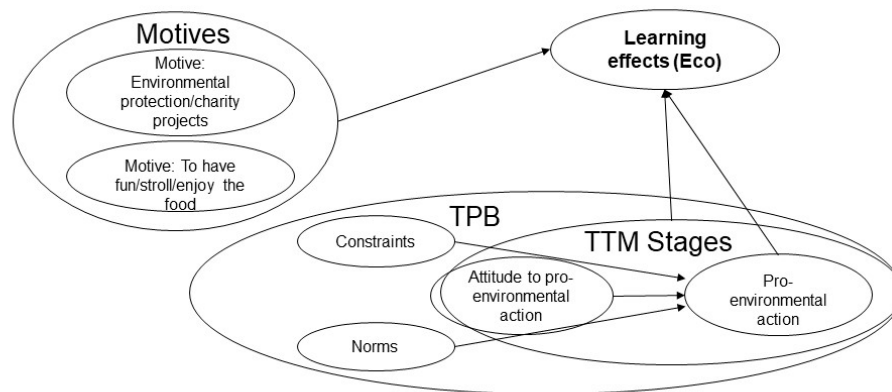 Motives
Motive:
Environmental
protection/charity
projects
Motive: To have
fun/stroll/enjoy the
food
Learning
effects (Eco)
TPB
TTM Stages
Constraints
Attitude to pro-
environmental
action
Pro-
environmental
action
Norms